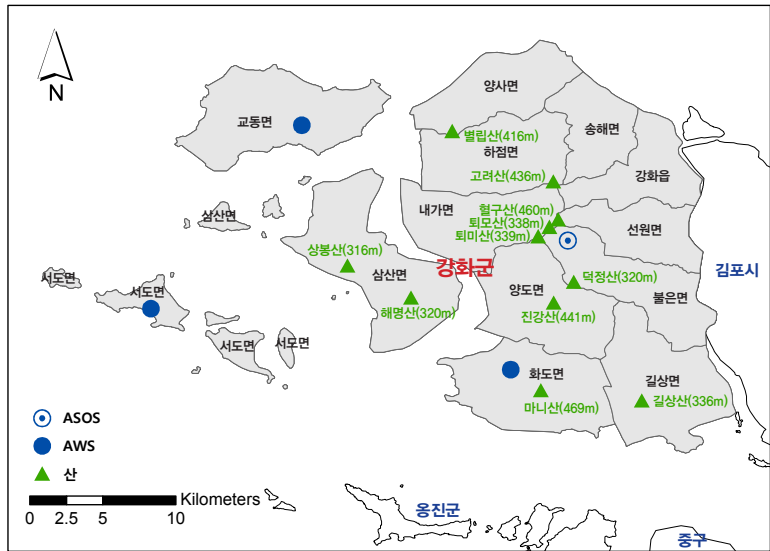 N
양사면
교동면
송해면
별립산(416m)
하점면
고려산(436m)
강화읍
내가면
혈구산(460m)
삼산면
퇴모산(338m)
선원면
퇴미산(339m)
상봉산(316m)
강화군
김포시
서도면
삼산면
덕정산(320m)
서도면
양도면
불은면
해명산(320m)
진강산(441m)
서도면
서도면
화도면
길상면
마니산(469m)
길상산(336m)
ASOS
AWS
산
Kilometers
0 2.5 5 10
옹진군
중구